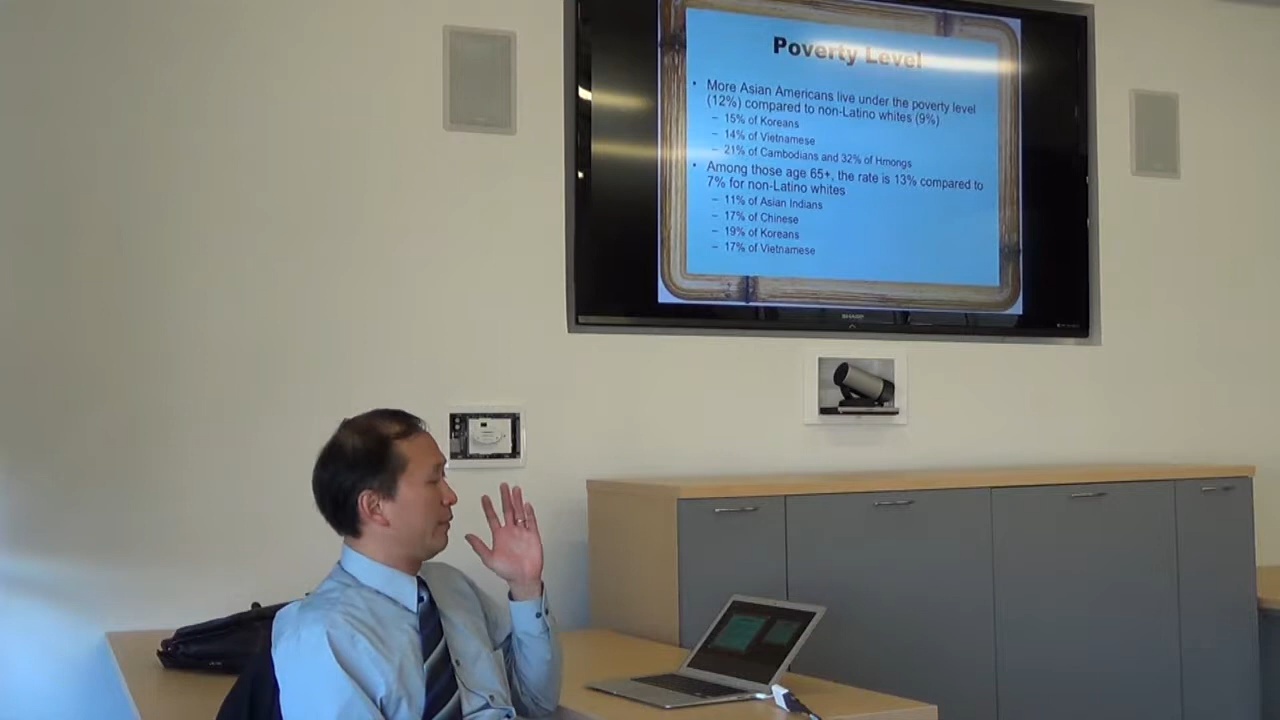 Poverty Level
• More Asian Americans live under the poverty level
(12%) compared to non-Latino whites (9%)
– 15% of Koreans
– 14% of Vietnamese
– 21% of Cambodians and 32% of Hmongs
• Among those age 65+, the rate is 13% compared to
7% for non-Latino whites
– 11% of Asian Indians
– 17% of Chinese
– 19% of Koreans
– 17% of Vietnamese
SHARP